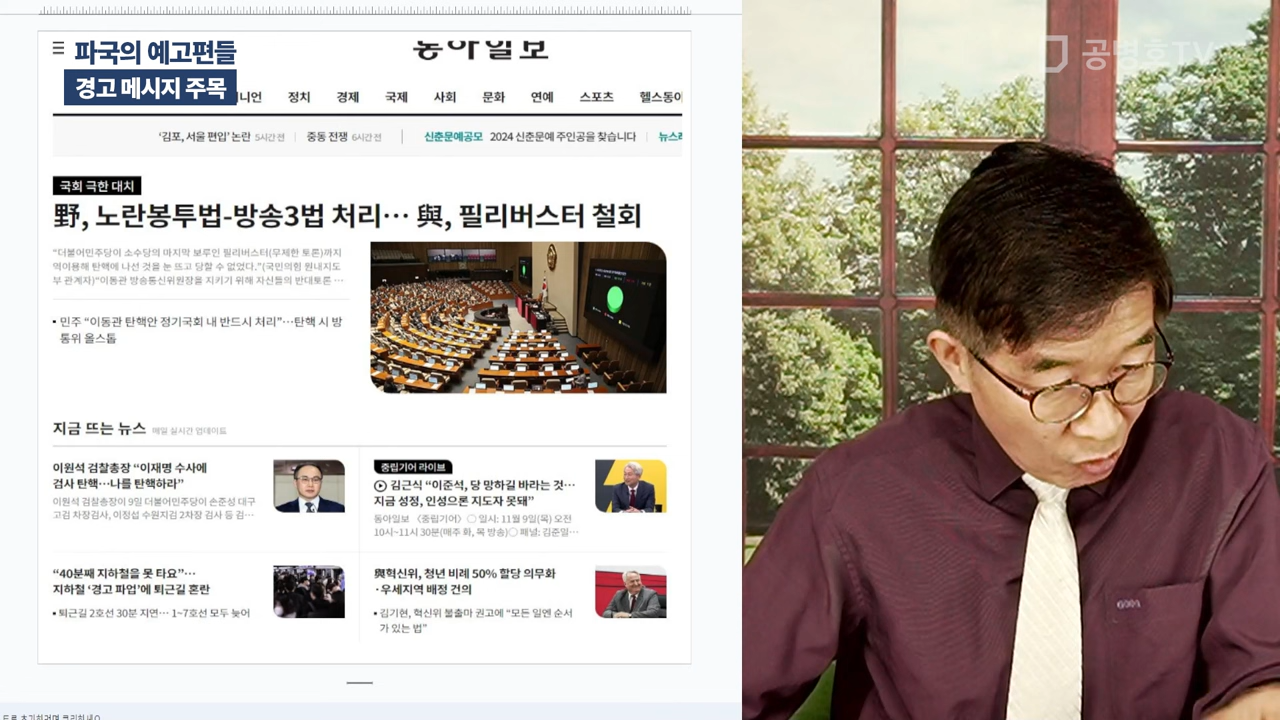 파국의 예고편들
경고 메시지 주목
동아일보
니언 정치 경제 국제 사회 문화 연예 스포츠 헬스동아
‘김포, 서울 편입’ 논란 5시간 전 중동 전쟁 6시간 전 신춘문예공모 2024 신춘문예 주인공을 찾습니다
국회 극한 대치
野, 노란봉투법-방송3법 처리… 與, 필리버스터 철회
“더불어민주당이 소수당의 마지막 보루인 필리버스터(무제한 토론)까지
역이용해 탄핵에 나선 것을 눈 뜨고 당할 수 없었다.”(국민의힘 원내지도
부 관계자)“이동관 방송통신위원장을 지키기 위해 자신들의 반대토론 …
▪ 민주 “이동관 탄핵안 정기국회 내 반드시 처리”…탄핵 시 방
통위 올스톱
지금 뜨는 뉴스 매일 실시간 업데이트
이원석 검찰총장 “이재명 수사에
검사 탄핵…나를 탄핵하라”
이원석 검찰총장이 9일 더불어민주당이 손준성 대구
고검 차장검사, 이정섭 수원지검 2차장 검사 등 검…
중립기어 라이브
김근식 “이준석, 당 망하길 바라는 것…
지금 성정, 인성으론 지도자 못돼”
동아일보 〈중립기어〉○ 일시: 11월 9일(목) 오전
10시~11시 30분(매주 화, 목 방송)○ 패널: 김준일…
“40분째 지하철을 못 타요”…
지하철 ‘경고 파업’에 퇴근길 혼란
▪ 퇴근길 2호선 30분 지연… 1~7호선 모두 늦어
與혁신위, 청년 비례 50% 할당 의무화
·우세지역 배정 건의
▪ 김기현, 혁신위 불출마 권고에 “모든 일엔 순서
가 있는 법”
공병호TV